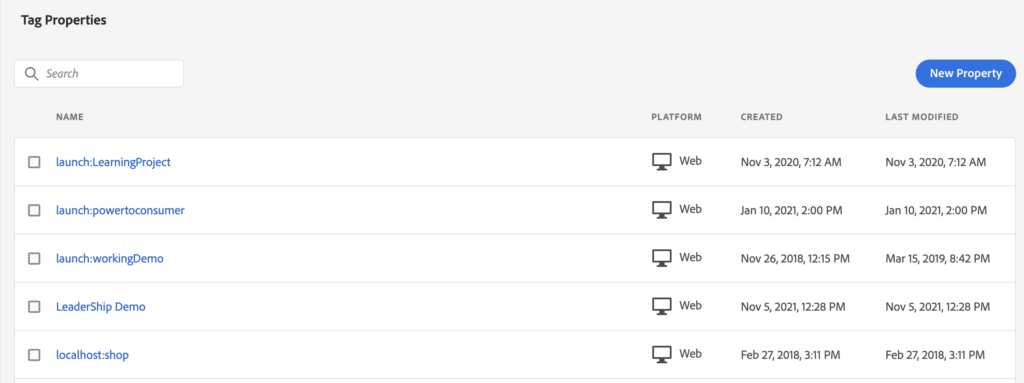 Tag Properties
Search
New Property
NAME PLATFORM CREATED LAST MODIFIED
launch:LearningProject Web Nov 3, 2020, 7:12 AM Nov 3, 2020, 7:12 AM
launch:powertoconsumer Web Jan 10, 2021, 2:00 PM Jan 10, 2021, 2:00 PM
launch:workingDemo Web Nov 26, 2018, 12:15 PM Mar 15, 2019, 8:42 PM
LeaderShip Demo Web Nov 5, 2021, 12:28 PM Nov 5, 2021, 12:28 PM
localhost:shop Web Feb 27, 2018, 3:11 PM Feb 27, 2018, 3:11 PM